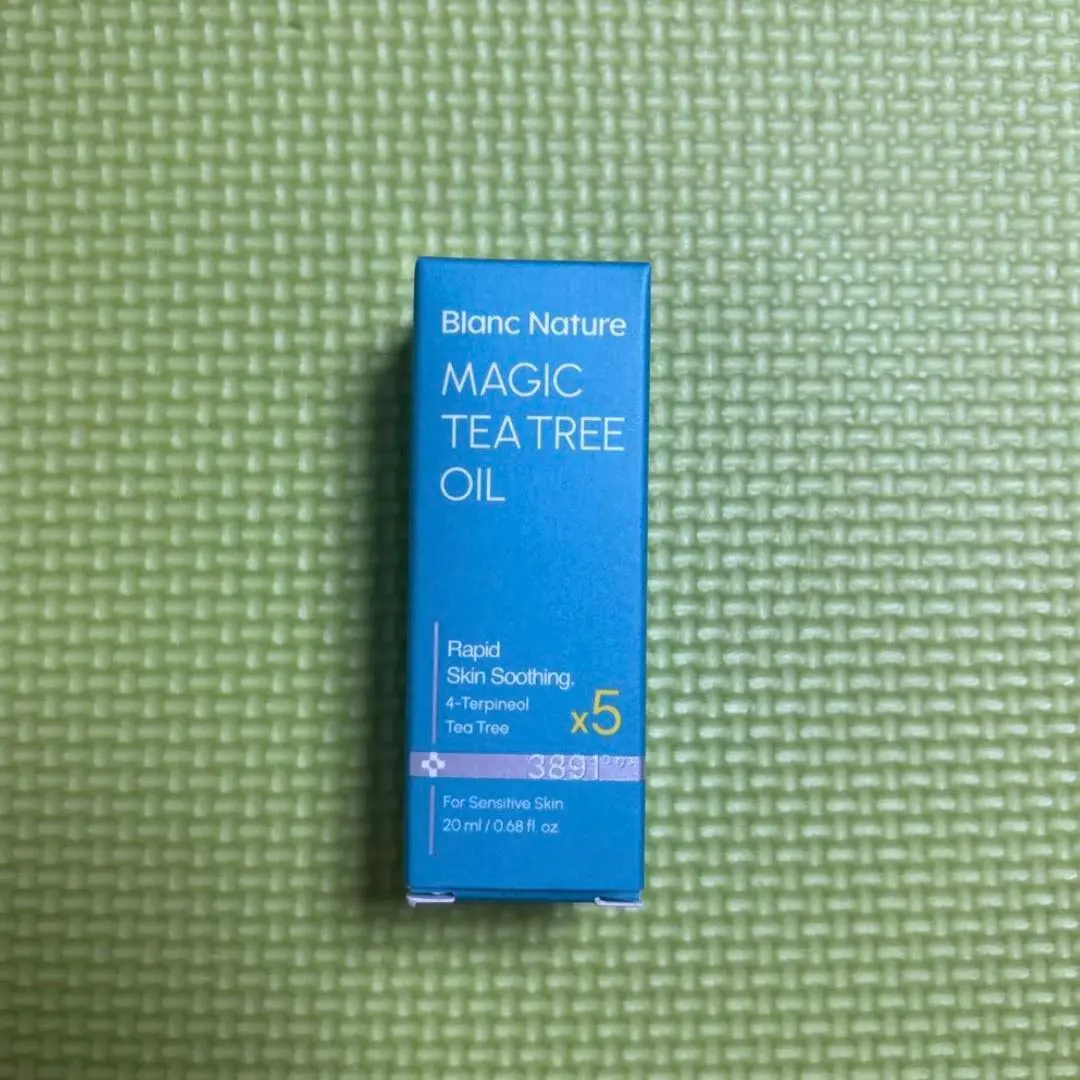 Blanc Nature
MAGIC
TEA TREE
OIL
Rapid
Skin Soothing.
4-Terpineol
Tea Tree
x5
3891
For Sensitive Skin
20 ml / 0.68 fl. oz